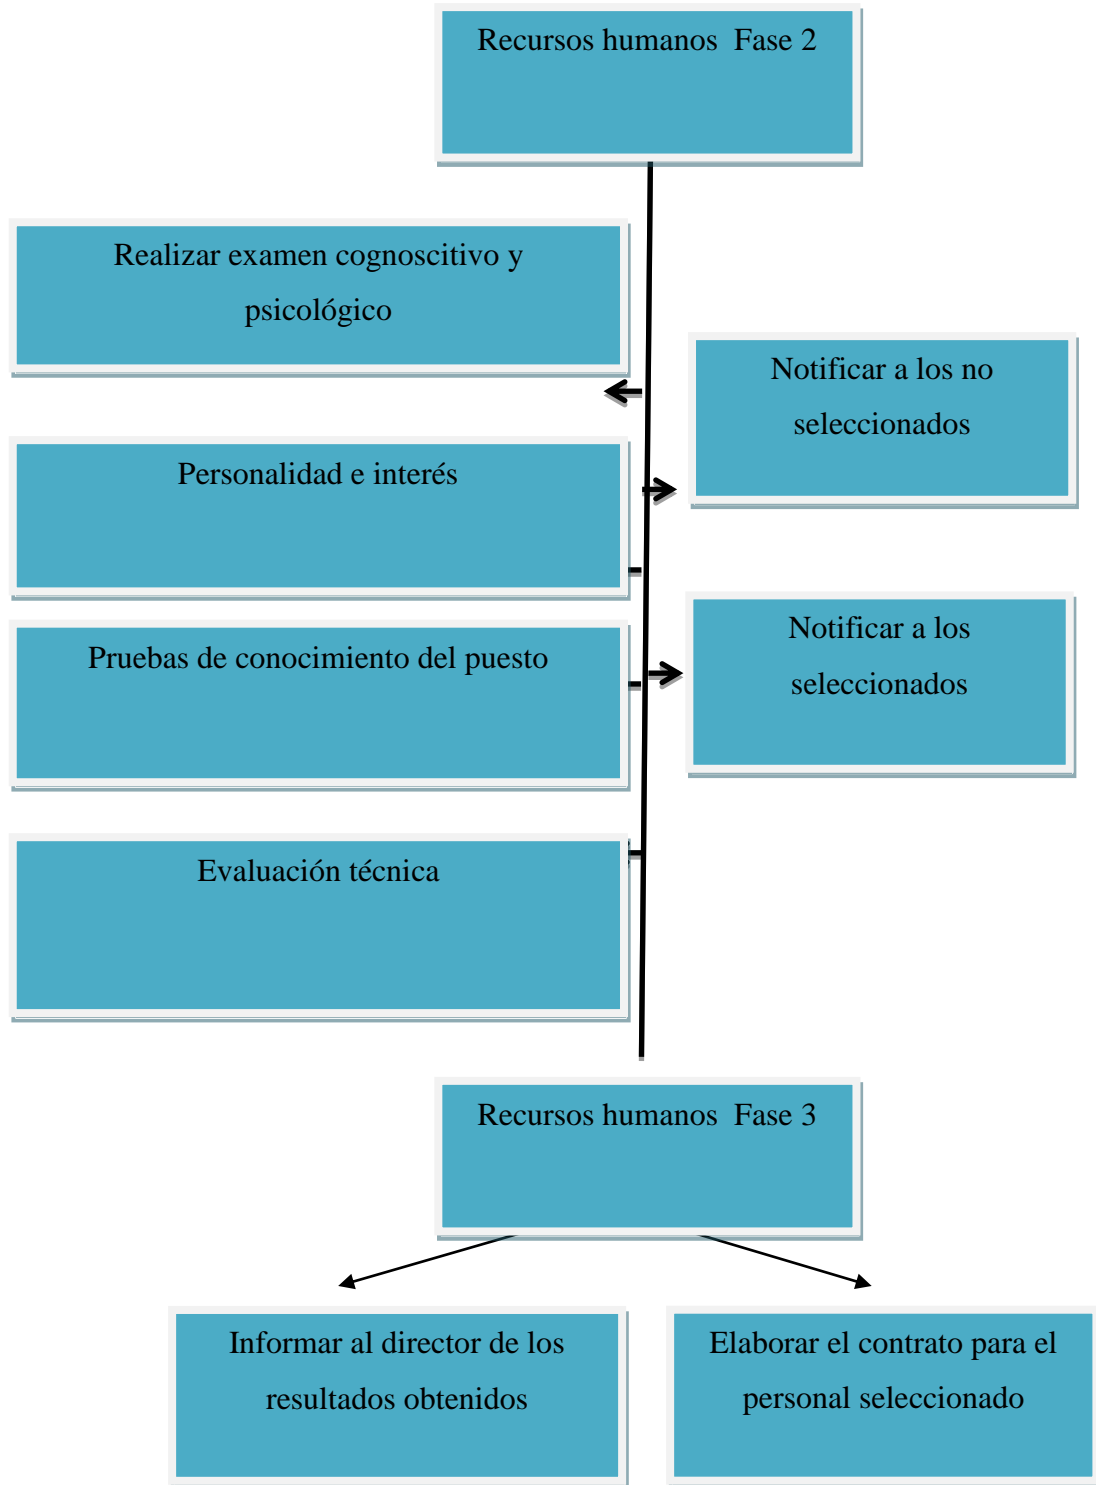 Recursos humanos  Fase 2
Realizar examen cognoscitivo y
psicológico
Notificar a los no
seleccionados
Personalidad e interés
Notificar a los
seleccionados
Pruebas de conocimiento del puesto
Evaluación técnica
Recursos humanos  Fase 3
Informar al director de los
resultados obtenidos
Elaborar el contrato para el
personal seleccionado